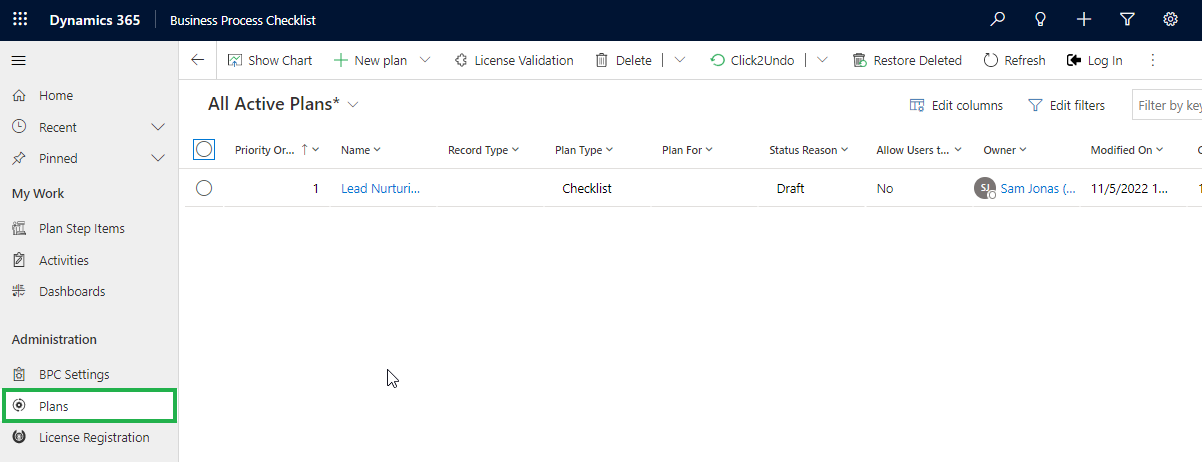 Dynamics 365 Business Process Checklist
Show Chart New plan License Validation Delete Click2Undo Restore Deleted Refresh Log In
Home
Recent
Pinned
My Work
Plan Step Items
Activities
Dashboards
Administration
BPC Settings
Plans
License Registration
All Active Plans*
Edit columns Edit filters Filter by key
Priority Or... Name Record Type Plan Type Plan For Status Reason Allow Users t... Owner Modified On
1 Lead Nurturi... Checklist Draft No SJ Sam Jonas (... 11/5/2022 1...